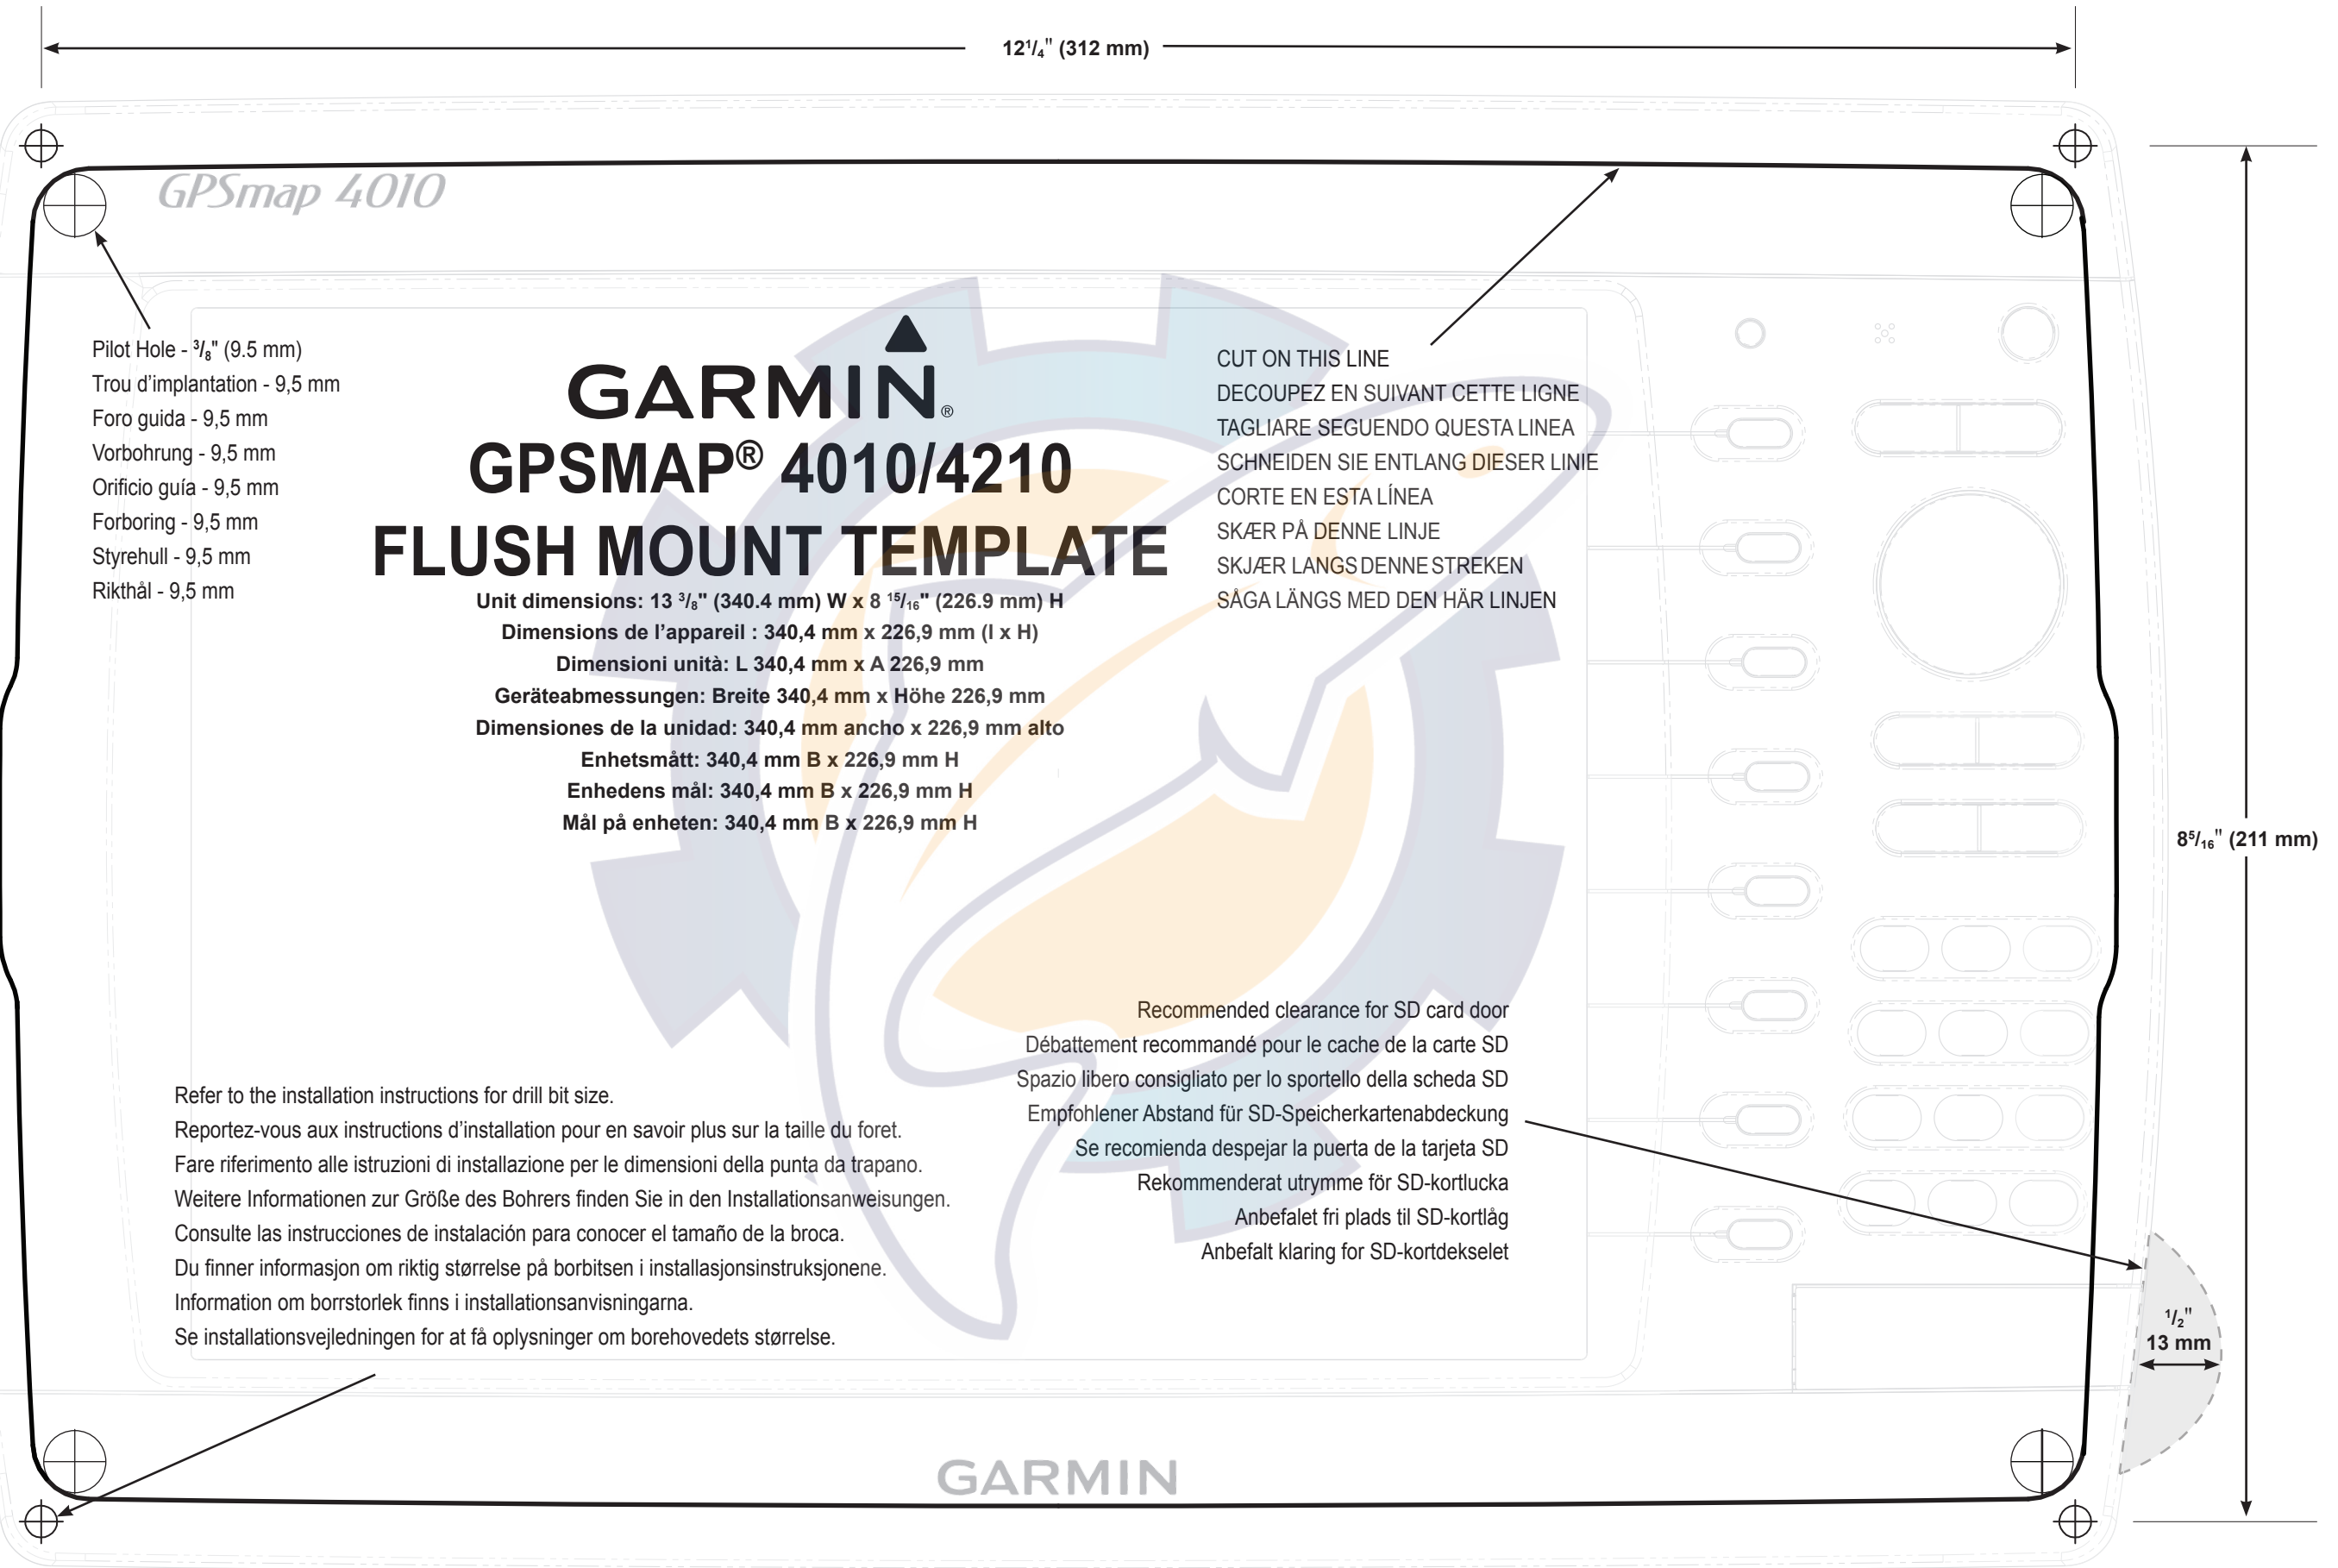 12¹/₄" (312 mm)
GPSmap 4010
Pilot Hole - ³/₈" (9.5 mm)
Trou d’implantation - 9,5 mm
Foro guida - 9,5 mm
Vorbohrung - 9,5 mm
Orificio guía - 9,5 mm
Forboring - 9,5 mm
Styrehull - 9,5 mm
Rikthål - 9,5 mm
GARMIN®
GPSMAP® 4010/4210
FLUSH MOUNT TEMPLATE
Unit dimensions: 13 ³/₈" (340.4 mm) W x 8 ¹⁵/₁₆" (226.9 mm) H
Dimensions de l’appareil : 340,4 mm x 226,9 mm (l x H)
Dimensioni unità: L 340,4 mm x A 226,9 mm
Geräteabmessungen: Breite 340,4 mm x Höhe 226,9 mm
Dimensiones de la unidad: 340,4 mm ancho x 226,9 mm alto
Enhetsmått: 340,4 mm B x 226,9 mm H
Enhedens mål: 340,4 mm B x 226,9 mm H
Mål på enheten: 340,4 mm B x 226,9 mm H
CUT ON THIS LINE
DECOUPEZ EN SUIVANT CETTE LIGNE
TAGLIARE SEGUENDO QUESTA LINEA
SCHNEIDEN SIE ENTLANG DIESER LINIE
CORTE EN ESTA LÍNEA
SKÆR PÅ DENNE LINJE
SKJÆR LANGS DENNE STREKEN
SÅGA LÄNGS MED DEN HÄR LINJEN
8⁵/₁₆" (211 mm)
Recommended clearance for SD card door
Débattement recommandé pour le cache de la carte SD
Spazio libero consigliato per lo sportello della scheda SD
Empfohlener Abstand für SD-Speicherkartenabdeckung
Se recomienda despejar la puerta de la tarjeta SD
Rekommenderat utrymme för SD-kortlucka
Anbefalet fri plads til SD-kortlåg
Anbefalt klaring for SD-kortdekselet
Refer to the installation instructions for drill bit size.
Reportez-vous aux instructions d’installation pour en savoir plus sur la taille du foret.
Fare riferimento alle istruzioni di installazione per le dimensioni della punta da trapano.
Weitere Informationen zur Größe des Bohrers finden Sie in den Installationsanweisungen.
Consulte las instrucciones de instalación para conocer el tamaño de la broca.
Du finner informasjon om riktig størrelse på borbitsen i installasjonsinstruksjonene.
Information om borrstorlek finns i installationsanvisningarna.
Se installationsvejledningen for at få oplysninger om borehovedets størrelse.
¹/₂"
13 mm
GARMIN